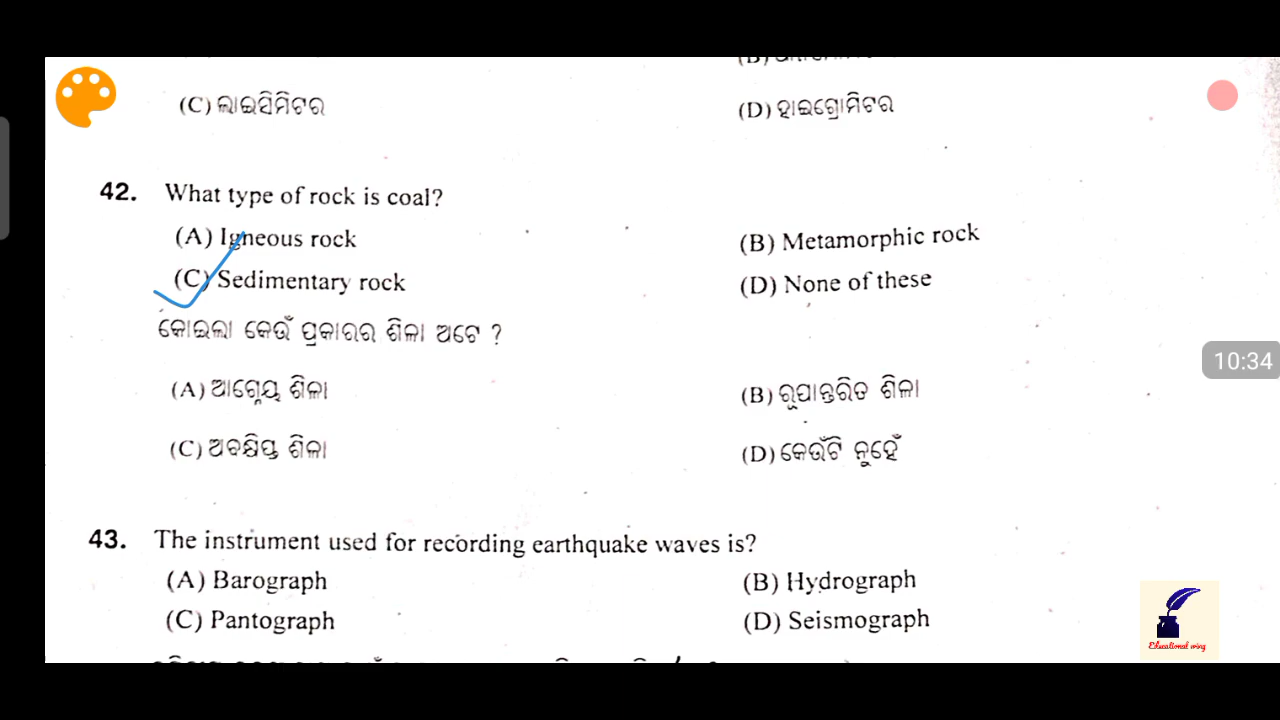 (C) ଲାଇସିମିଟର
(D) ହାଇଗ୍ରୋମିଟର
42. What type of rock is coal?
(A) Igneous rock
(B) Metamorphic rock
(C) Sedimentary rock
(D) None of these
କୋଇଲା କେଉଁ ପ୍ରକାରର ଶିଳା ଅଟେ ?
(A) ଆଗ୍ନେୟ ଶିଳା
(B) ରୂପାନ୍ତରିତ ଶିଳା
(C) ଅବକ୍ଷିପ୍ତ ଶିଳା
(D) କେଉଁଟି ନୁହେଁ
10:34
43. The instrument used for recording earthquake waves is?
(A) Barograph
(B) Hydrograph
(C) Pantograph
(D) Seismograph
Educational wing